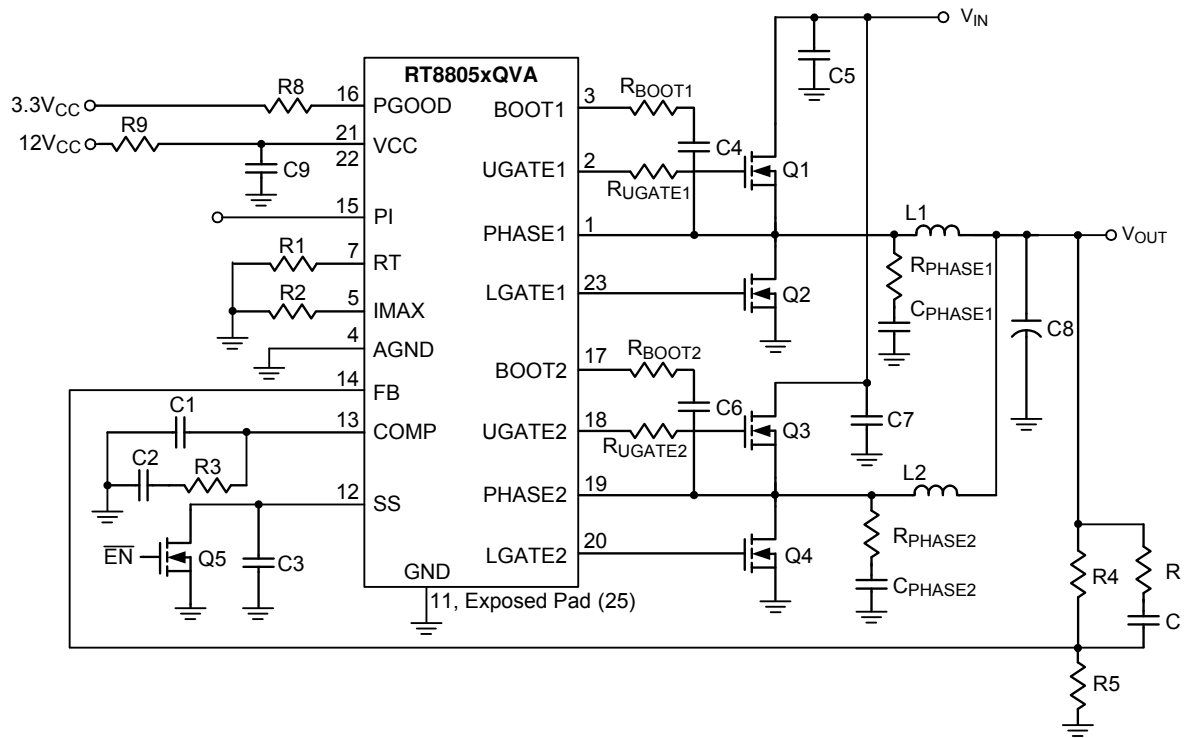 V_IN
RT8805xQVA
C5
3.3V_CC
R8
16
PGOOD
BOOT1
3
R_BOOT1
12V_CC
R9
21
VCC
22
C9
C4
UGATE1
2
R_UGATE1
Q1
15
PI
PHASE1
1
L1
V_OUT
R1
7
RT
R_PHASE1
R2
5
IMAX
LGATE1
23
Q2
C_PHASE1
C8
4
AGND
BOOT2
17
R_BOOT2
14
FB
C1
13
COMP
C6
UGATE2
18
R_UGATE2
Q3
C7
C2
R3
L2
12
SS
PHASE2
19
EN
Q5
C3
R_PHASE2
LGATE2
20
Q4
C_PHASE2
R4
R
C
GND
11, Exposed Pad (25)
R5